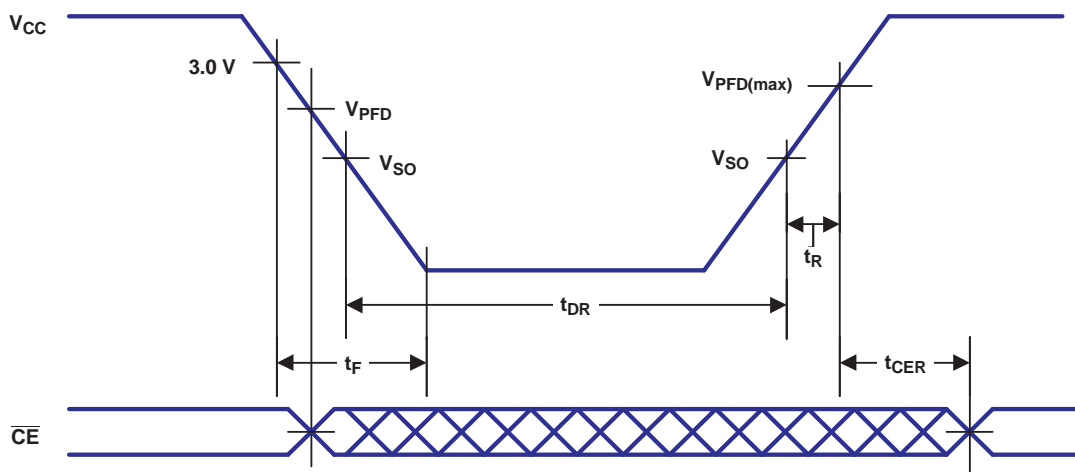 VCC
3.0 V
VPFD(max)
VPFD
VSO
VSO
tR
tDR
tF
tCER
CE